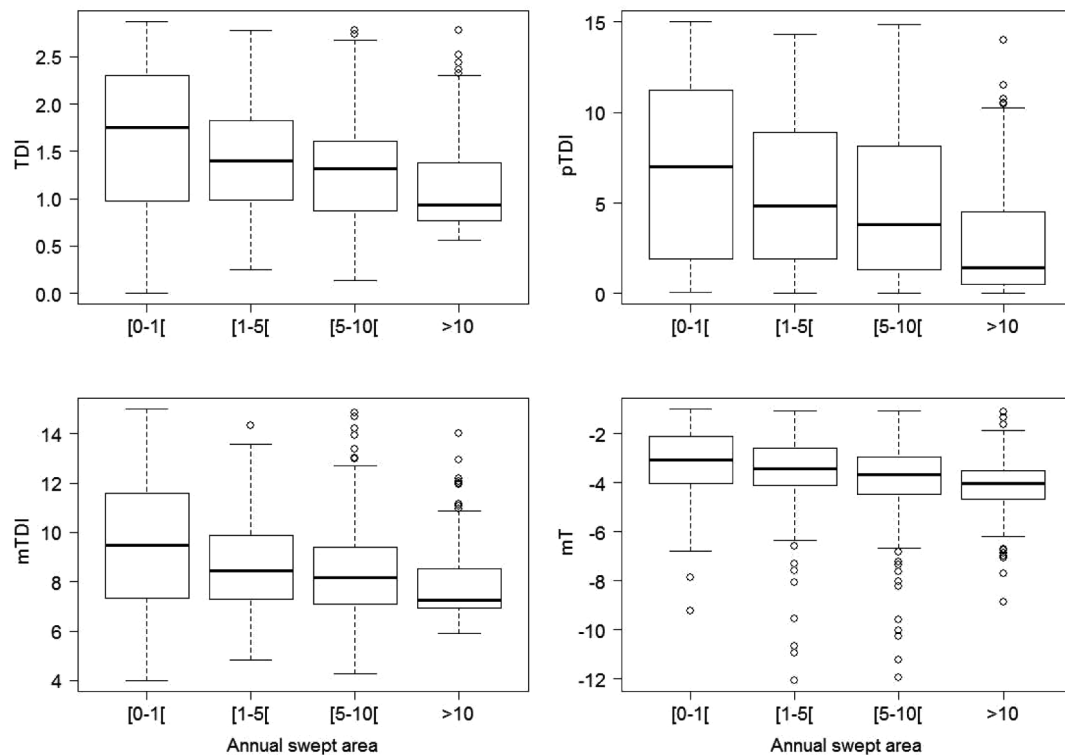 TDI
2.5
2.0
1.5
1.0
0.5
0.0
[0-1[ [1-5[ [5-10[ >10
pTDI
15
10
5
0
[0-1[ [1-5[ [5-10[ >10
mTDI
14
12
10
8
6
4
[0-1[ [1-5[ [5-10[ >10
Annual swept area
mT
-2
-4
-6
-8
-10
-12
[0-1[ [1-5[ [5-10[ >10
Annual swept area